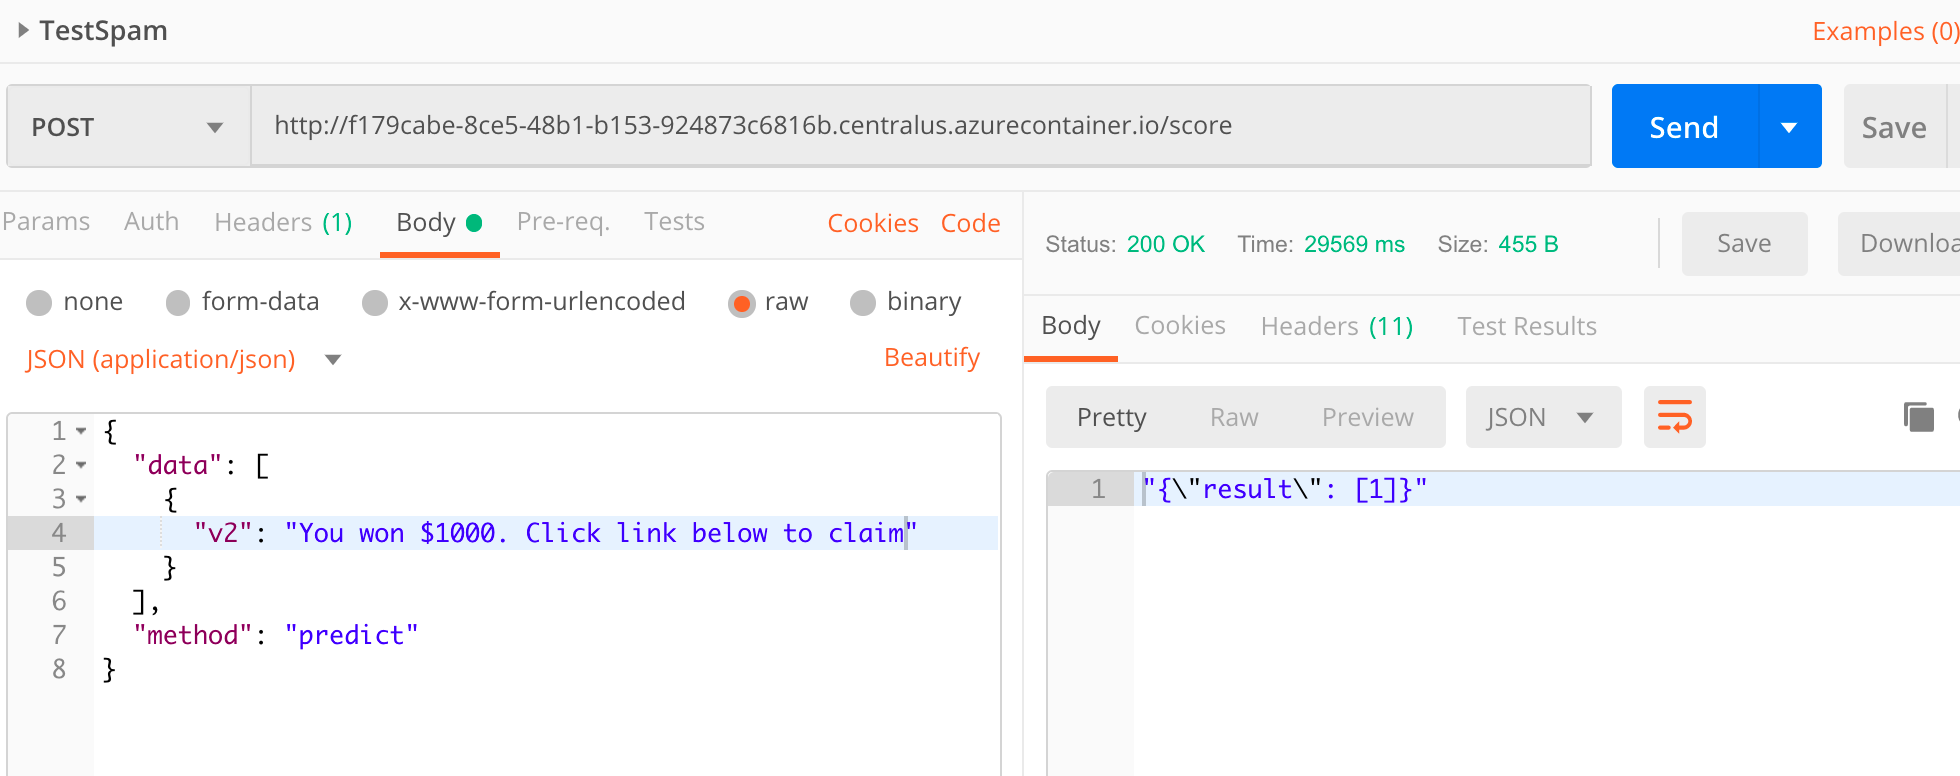 TestSpam
Examples (0)
POST
http://f179cabe-8ce5-48b1-b153-924873c6816b.centralus.azurecontainer.io/score
Send
Save
Params Auth Headers (1) Body Pre-req. Tests Cookies Code
none form-data x-www-form-urlencoded raw binary
JSON (application/json) Beautify
1 {
2 "data": [
3 {
4 "v2": "You won $1000. Click link below to claim"
5 }
6 ],
7 "method": "predict"
8 }
Status: 200 OK Time: 29569 ms Size: 455 B Save Downloa
Body Cookies Headers (11) Test Results
Pretty Raw Preview JSON
1 "{\"result\": [1]}"